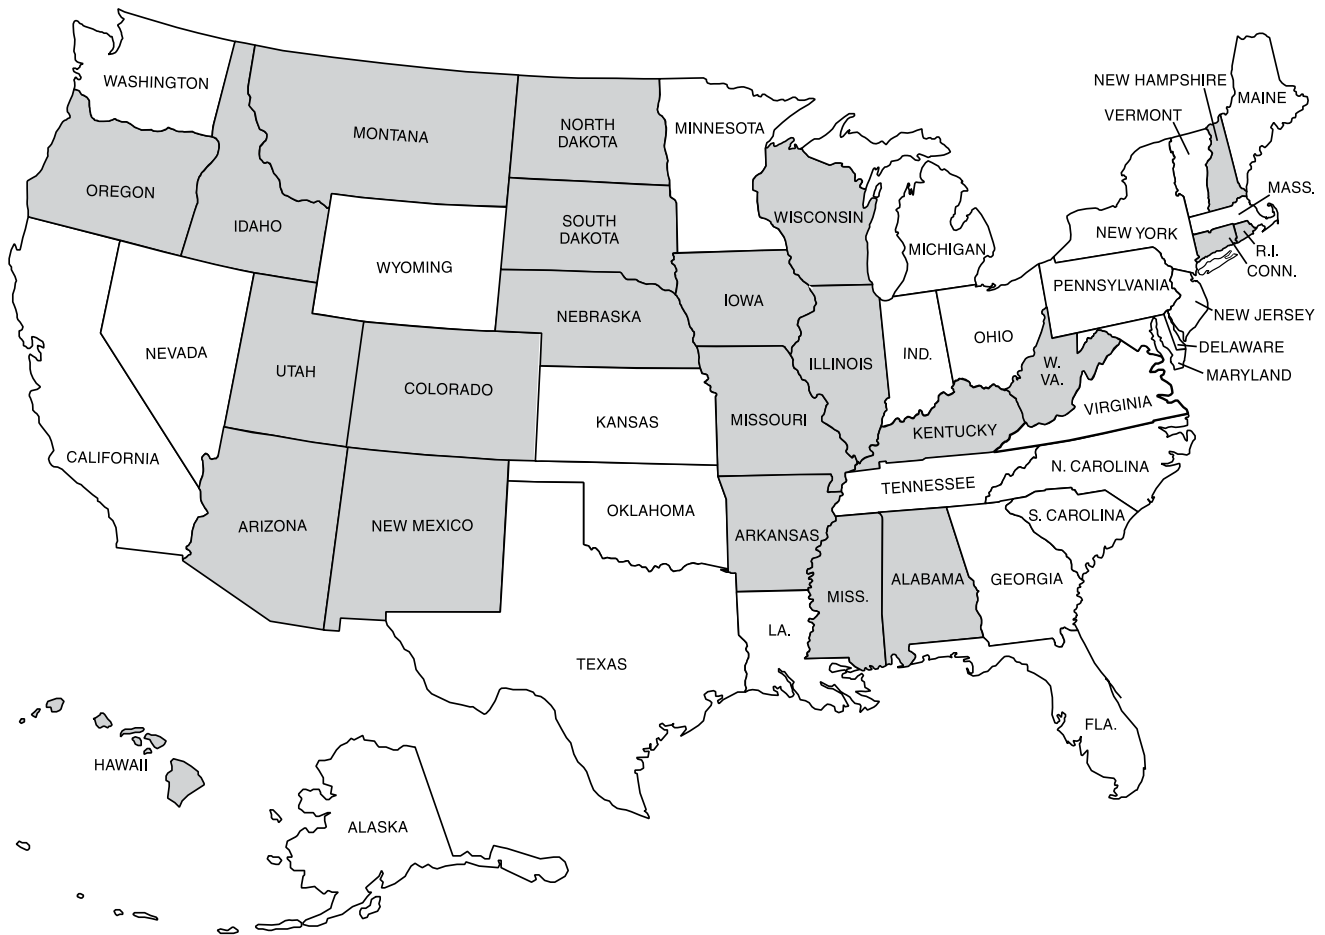 WASHINGTON
MONTANA
NORTH
DAKOTA
MINNESOTA
NEW HAMPSHIRE
VERMONT
MAINE
MASS.
OREGON
IDAHO
WYOMING
SOUTH
DAKOTA
WISCONSIN
MICHIGAN
NEW YORK
R.I.
CONN.
PENNSYLVANIA
NEW JERSEY
DELAWARE
MARYLAND
NEVADA
UTAH
COLORADO
NEBRASKA
IOWA
ILLINOIS
IND.
OHIO
W.
VA.
VIRGINIA
CALIFORNIA
KANSAS
MISSOURI
KENTUCKY
N. CAROLINA
TENNESSEE
S. CAROLINA
ARIZONA
NEW MEXICO
OKLAHOMA
ARKANSAS
MISS.
ALABAMA
GEORGIA
LA.
TEXAS
FLA.
HAWAII
ALASKA